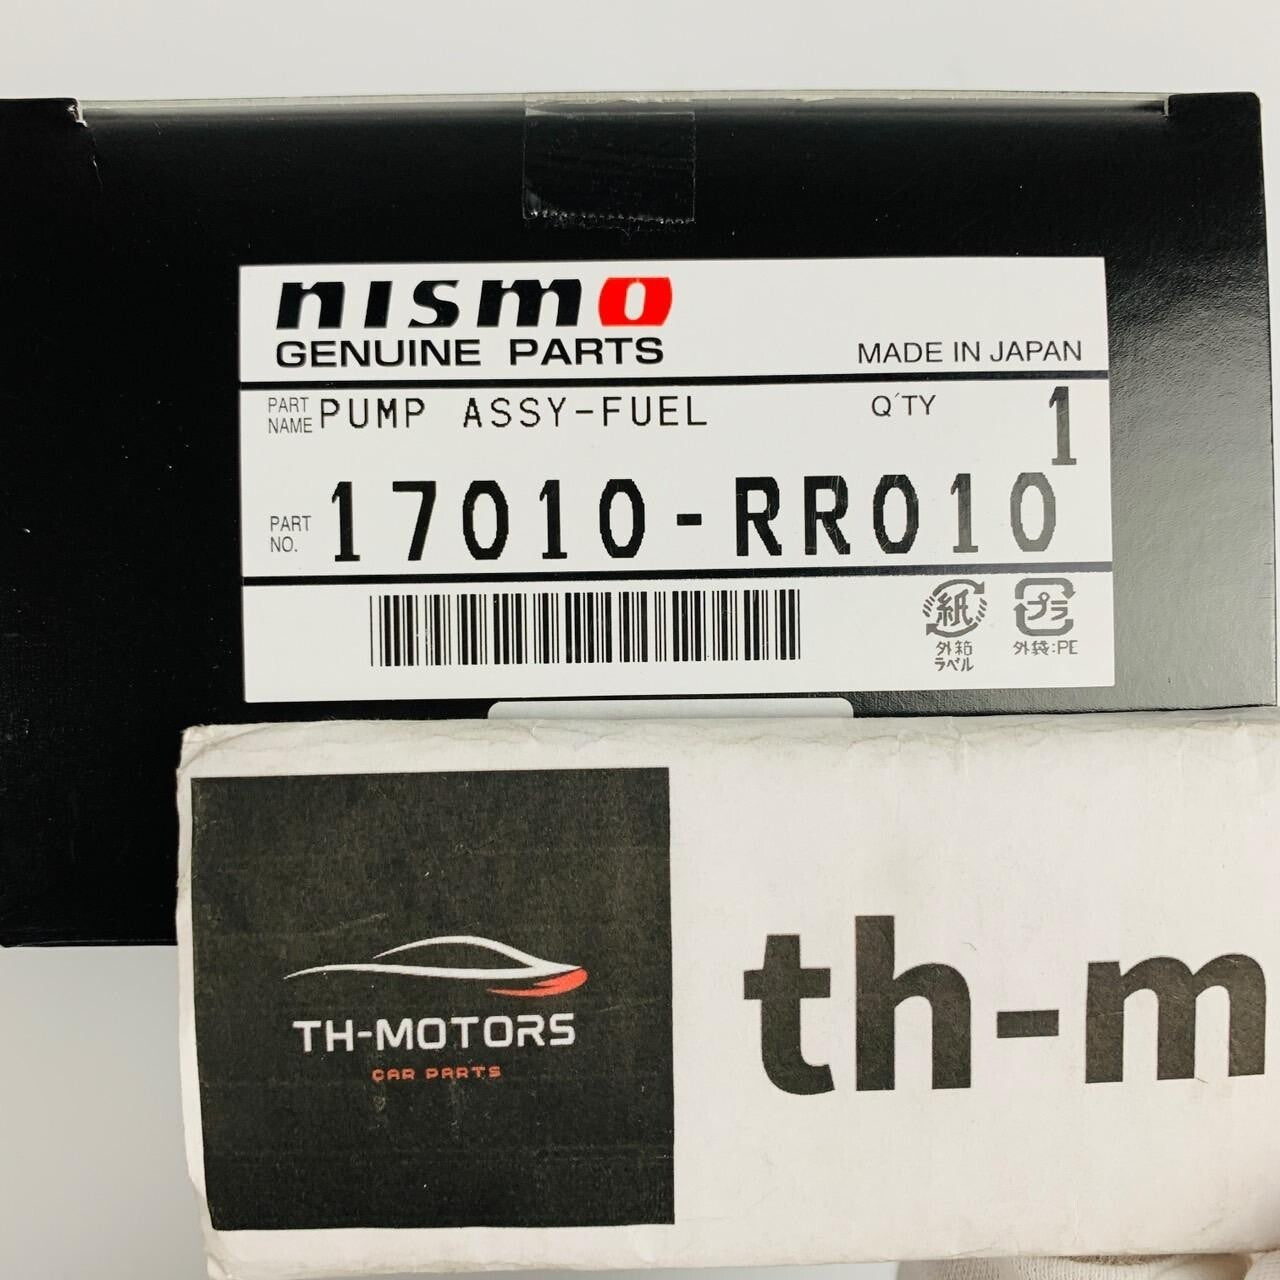 nismo
GENUINE PARTS
MADE IN JAPAN
PART NAME PUMP ASSY-FUEL
Q'TY 1
PART NO. 17010-RR010
紙
プラ
外箱
ラベル
外袋:PE
TH-MOTORS
CAR PARTS
th-m